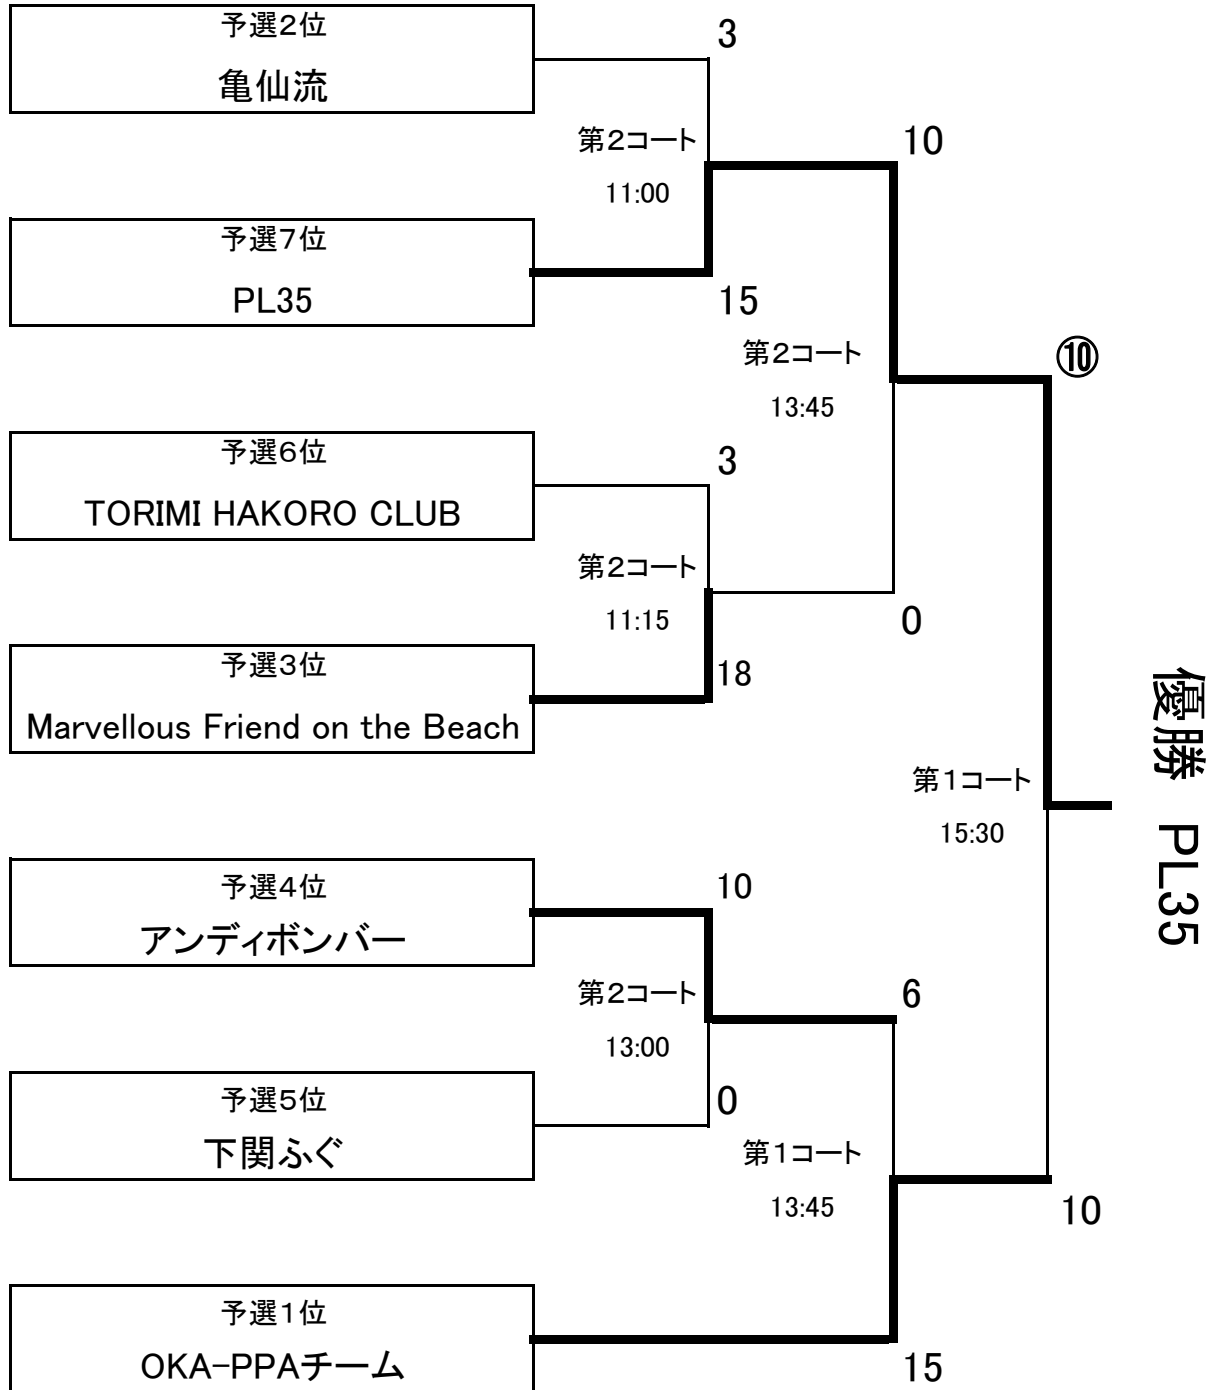 予選2位
亀仙流
3
第2コート
11:00
10
予選7位
PL35
15
第2コート
13:45
⑩
予選6位
TORIMI HAKORO CLUB
3
第2コート
11:15
0
予選3位
Marvellous Friend on the Beach
18
優勝 PL35
第1コート
15:30
予選4位
アンディボンバー
10
第2コート
13:00
6
予選5位
下関ふぐ
0
第1コート
13:45
10
予選1位
OKA-PPAチーム
15